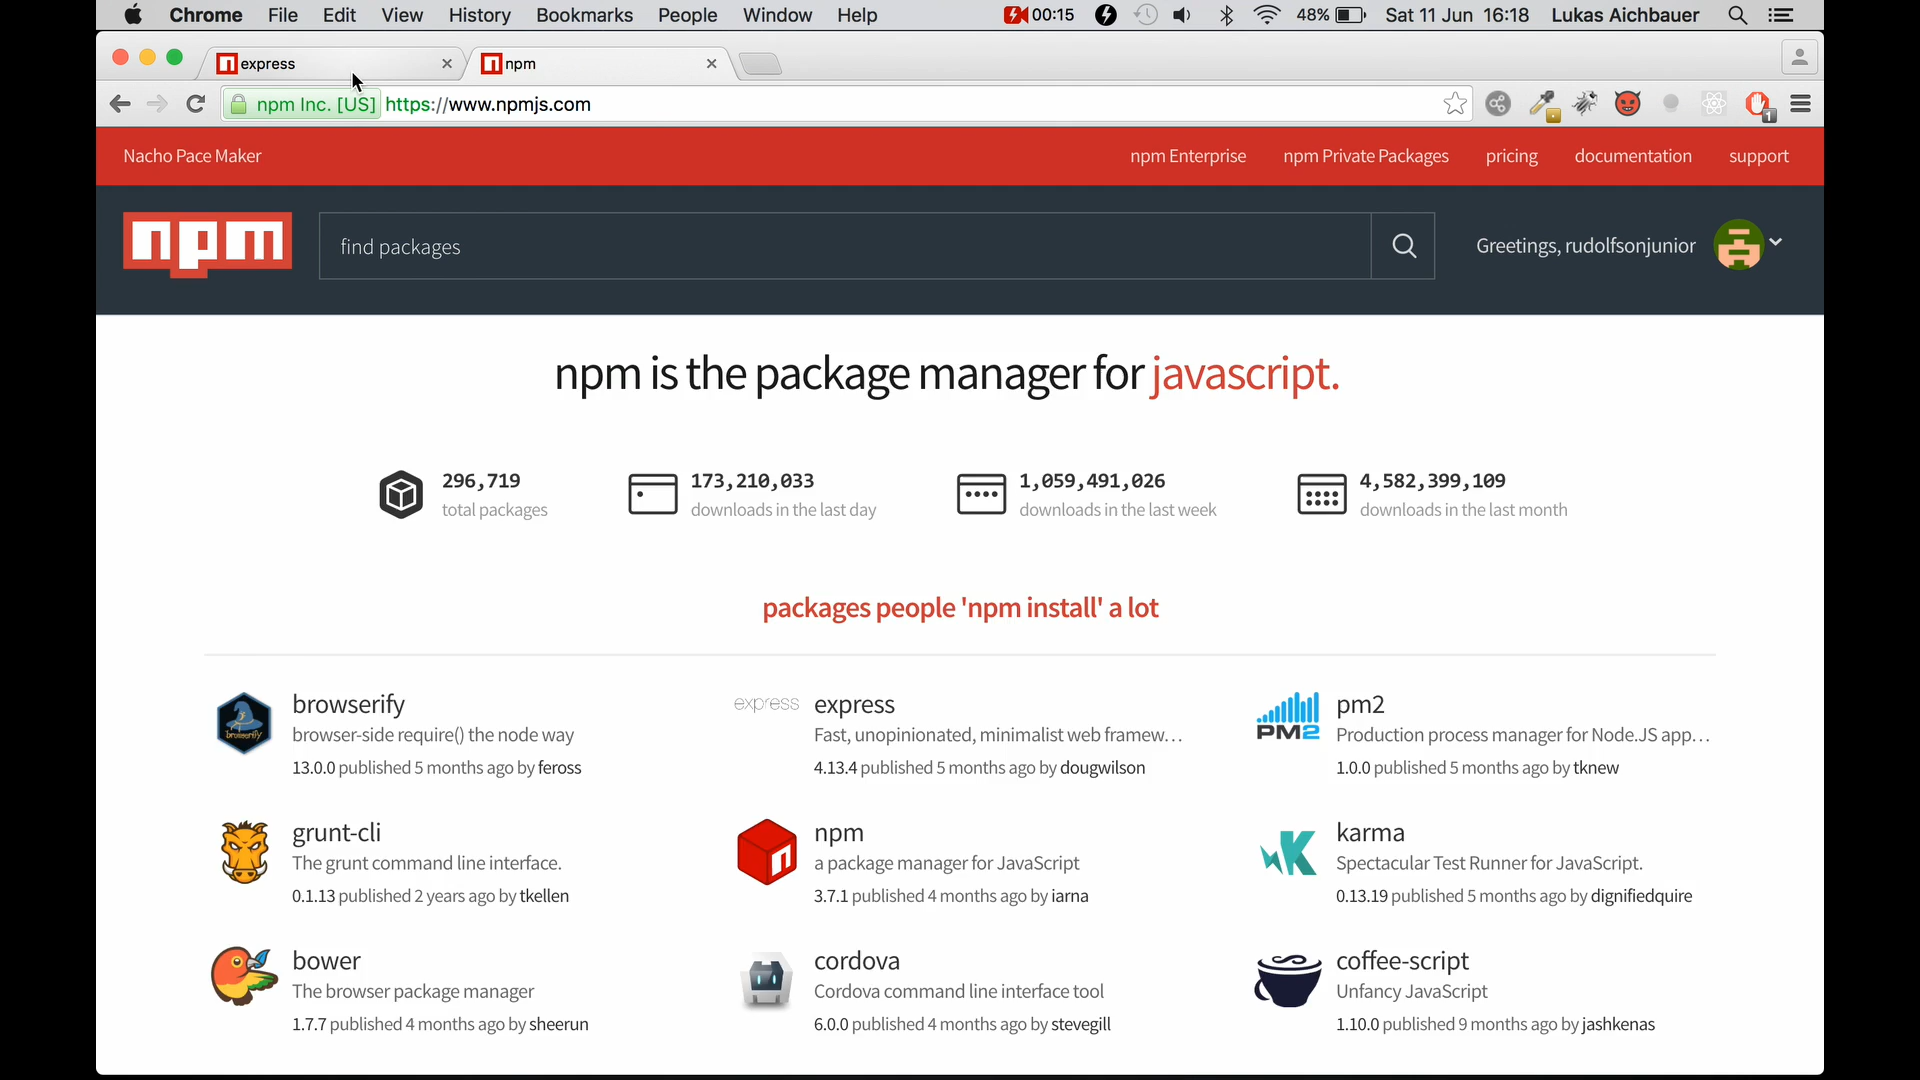 Chrome File Edit View History Bookmarks People Window Help 00:15 48% Sat 11 Jun 16:18 Lukas Aichbauer
express npm
npm Inc. [US] https://www.npmjs.com 1
Nacho Pace Maker npm Enterprise npm Private Packages pricing documentation support
npm find packages Greetings, rudolfsonjunior
npm is the package manager for javascript.
296,719 173,210,033 1,059,491,026 4,582,399,109
total packages downloads in the last day downloads in the last week downloads in the last month
packages people 'npm install' a lot
browserify
browser-side require() the node way
13.0.0 published 5 months ago by feross
express express
Fast, unopinionated, minimalist web framew…
4.13.4 published 5 months ago by dougwilson
PM2 pm2
Production process manager for Node.JS app…
1.0.0 published 5 months ago by tknew
grunt-cli
The grunt command line interface.
0.1.13 published 2 years ago by tkellen
npm
a package manager for JavaScript
3.7.1 published 4 months ago by iarna
karma
Spectacular Test Runner for JavaScript.
0.13.19 published 5 months ago by dignifiedquire
bower
The browser package manager
1.7.7 published 4 months ago by sheerun
cordova
Cordova command line interface tool
6.0.0 published 4 months ago by stevegill
coffee-script
Unfancy JavaScript
1.10.0 published 9 months ago by jashkenas